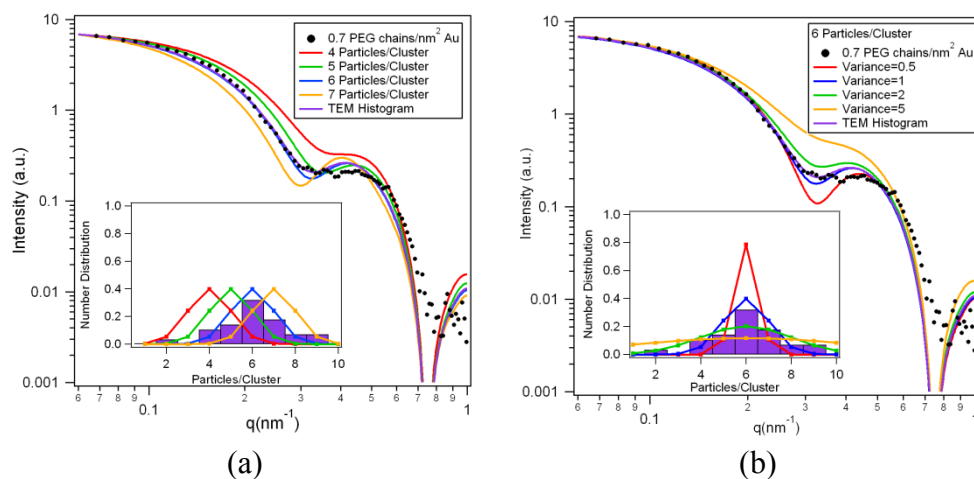 0.7 PEG chains/nm² Au
4 Particles/Cluster
5 Particles/Cluster
6 Particles/Cluster
7 Particles/Cluster
TEM Histogram
Intensity (a.u.)
10
1
0.1
0.01
0.001
Number Distribution
1.0
0.8
0.6
0.4
0.2
0.0
2 4 6 8 10
Particles/Cluster
6 7 8 9 0.1 2 3 4 5 6 7 8 9 1
q(nm⁻¹)
(a)
6 Particles/Cluster
0.7 PEG chains/nm² Au
Variance=0.5
Variance=1
Variance=2
Variance=5
TEM Histogram
Intensity (a.u.)
10
1
0.1
0.01
0.001
Number Distribution
1.0
0.8
0.6
0.4
0.2
0.0
2 4 6 8 10
Particles/Cluster
6 7 8 9 0.1 2 3 4 5 6 7 8 9 1
q(nm⁻¹)
(b)